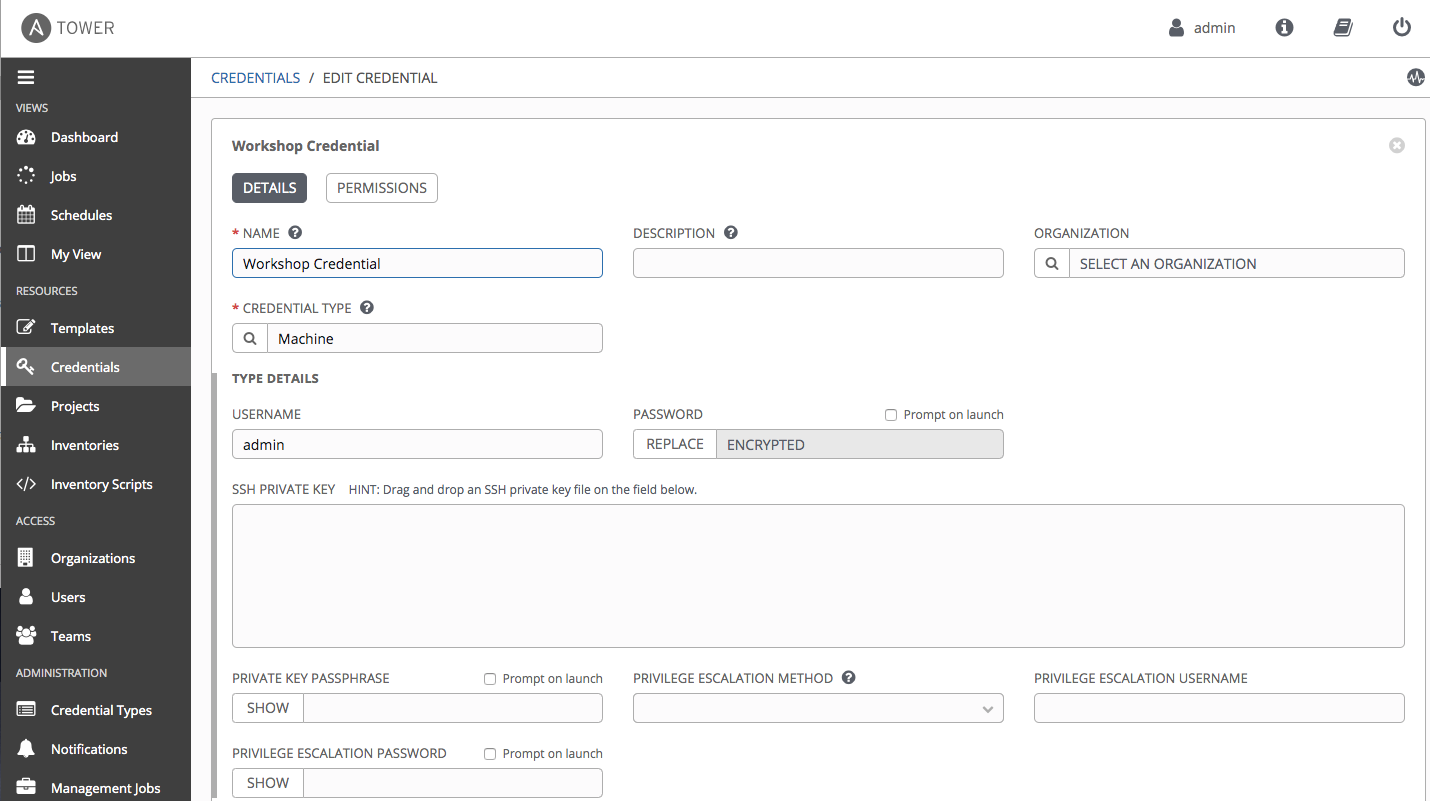 TOWER
admin
VIEWS
Dashboard
Jobs
Schedules
My View
RESOURCES
Templates
Credentials
Projects
Inventories
Inventory Scripts
ACCESS
Organizations
Users
Teams
ADMINISTRATION
Credential Types
Notifications
Management Jobs
CREDENTIALS / EDIT CREDENTIAL
Workshop Credential
DETAILS PERMISSIONS
* NAME ? DESCRIPTION ? ORGANIZATION
Workshop Credential SELECT AN ORGANIZATION
* CREDENTIAL TYPE ?
Machine
TYPE DETAILS
USERNAME PASSWORD Prompt on launch
admin REPLACE ENCRYPTED
SSH PRIVATE KEY HINT: Drag and drop an SSH private key file on the field below.
PRIVATE KEY PASSPHRASE Prompt on launch PRIVILEGE ESCALATION METHOD ? PRIVILEGE ESCALATION USERNAME
SHOW
PRIVILEGE ESCALATION PASSWORD Prompt on launch
SHOW